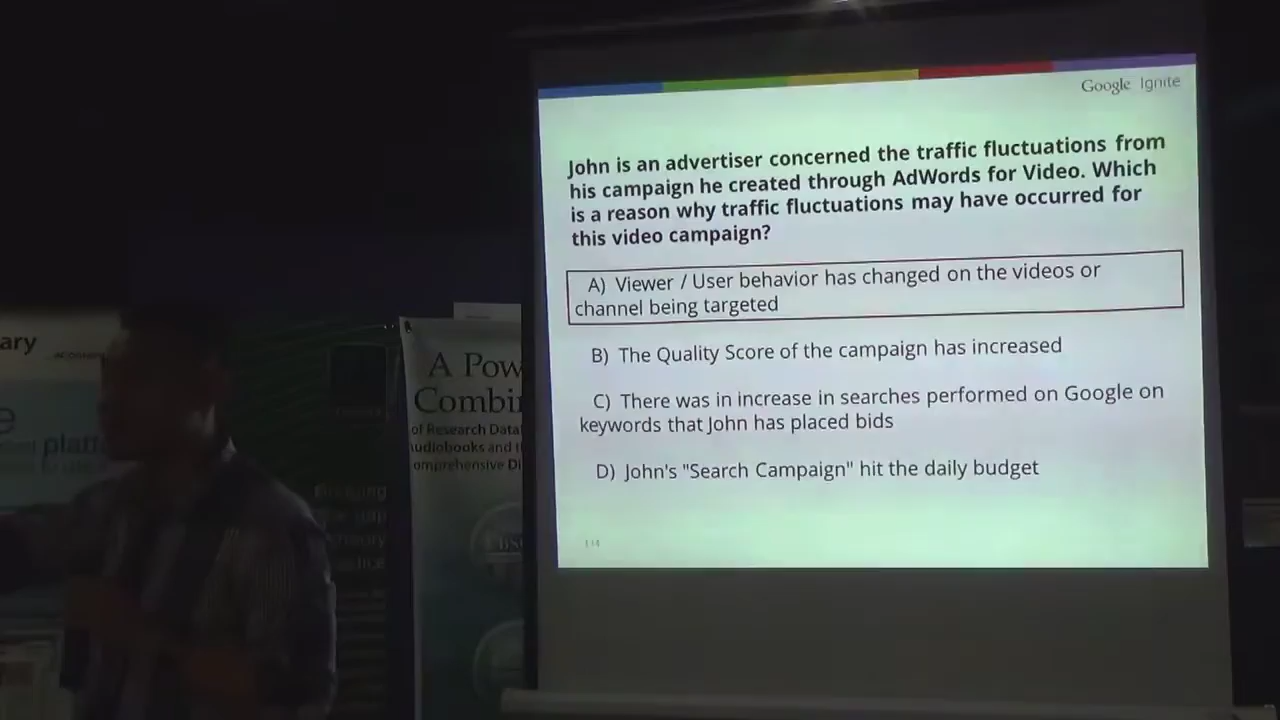 Google Ignite
John is an advertiser concerned the traffic fluctuations from
his campaign he created through AdWords for Video. Which
is a reason why traffic fluctuations may have occurred for
this video campaign?
A) Viewer / User behavior has changed on the videos or
channel being targeted
B) The Quality Score of the campaign has increased
C) There was in increase in searches performed on Google on
keywords that John has placed bids
D) John's "Search Campaign" hit the daily budget
A Pow
Combi
of Research Data
udiobooks and
omprehensive Di
ary
e
platf